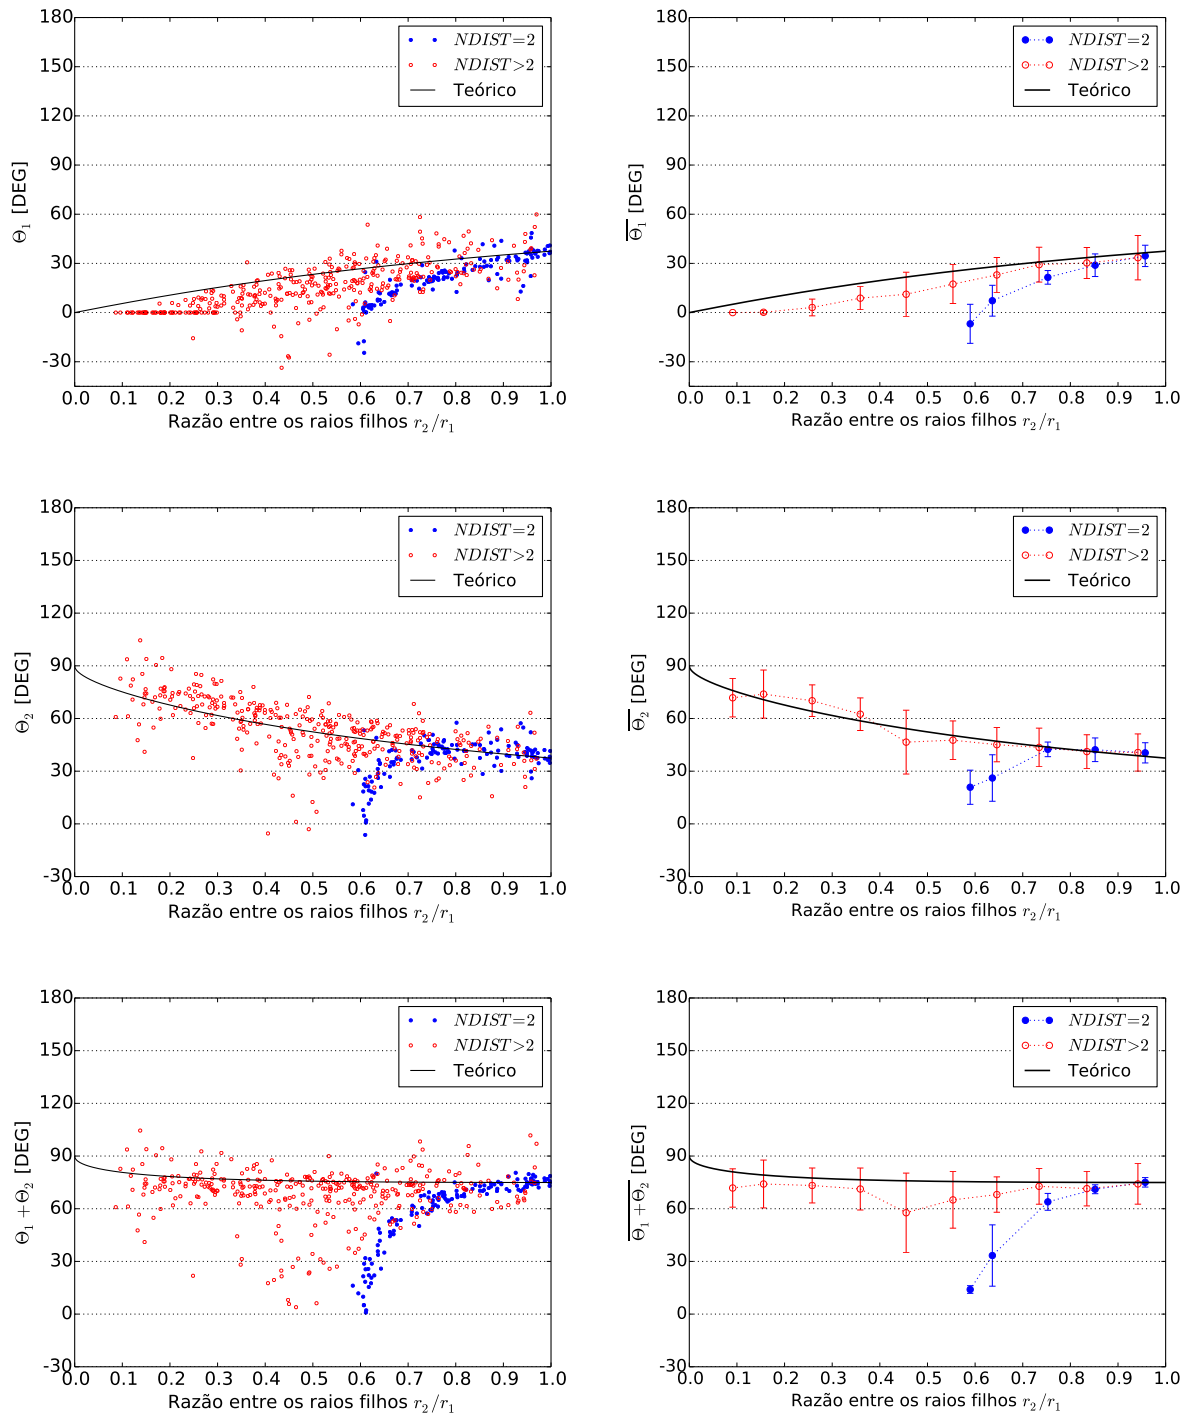 180
150
120
90
60
30
0
-30
Θ₁ [DEG]
NDIST=2
NDIST>2
Teórico
0.0 0.1 0.2 0.3 0.4 0.5 0.6 0.7 0.8 0.9 1.0
Razão entre os raios filhos r₂/r₁
180
150
120
90
60
30
0
-30
Θ̅₁ [DEG]
NDIST=2
NDIST>2
Teórico
0.0 0.1 0.2 0.3 0.4 0.5 0.6 0.7 0.8 0.9 1.0
Razão entre os raios filhos r₂/r₁
180
150
120
90
60
30
0
-30
Θ₂ [DEG]
NDIST=2
NDIST>2
Teórico
0.0 0.1 0.2 0.3 0.4 0.5 0.6 0.7 0.8 0.9 1.0
Razão entre os raios filhos r₂/r₁
180
150
120
90
60
30
0
-30
Θ̅₂ [DEG]
NDIST=2
NDIST>2
Teórico
0.0 0.1 0.2 0.3 0.4 0.5 0.6 0.7 0.8 0.9 1.0
Razão entre os raios filhos r₂/r₁
180
150
120
90
60
30
0
-30
Θ₁ +Θ₂ [DEG]
NDIST=2
NDIST>2
Teórico
0.0 0.1 0.2 0.3 0.4 0.5 0.6 0.7 0.8 0.9 1.0
Razão entre os raios filhos r₂/r₁
180
150
120
90
60
30
0
-30
Θ̅₁̅ ̅+̅Θ̅₂̅ [DEG]
NDIST=2
NDIST>2
Teórico
0.0 0.1 0.2 0.3 0.4 0.5 0.6 0.7 0.8 0.9 1.0
Razão entre os raios filhos r₂/r₁